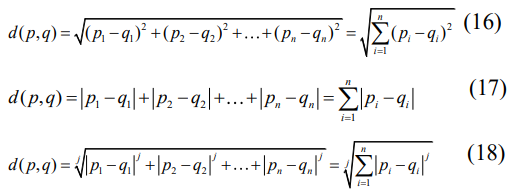 d(p,q)=√((p₁−q₁)²+(p₂−q₂)²+…+(pₙ−qₙ)²)=√(∑ᵢ₌₁ⁿ(pᵢ−qᵢ)²) (16)
d(p,q)=|p₁−q₁|+|p₂−q₂|+…+|pₙ−qₙ|=∑ᵢ₌₁ⁿ|pᵢ−qᵢ| (17)
d(p,q)=ʲ√(|p₁−q₁|ʲ+|p₂−q₂|ʲ+…+|pₙ−qₙ|ʲ)=ʲ√(∑ᵢ₌₁ⁿ|pᵢ−qᵢ|ʲ) (18)